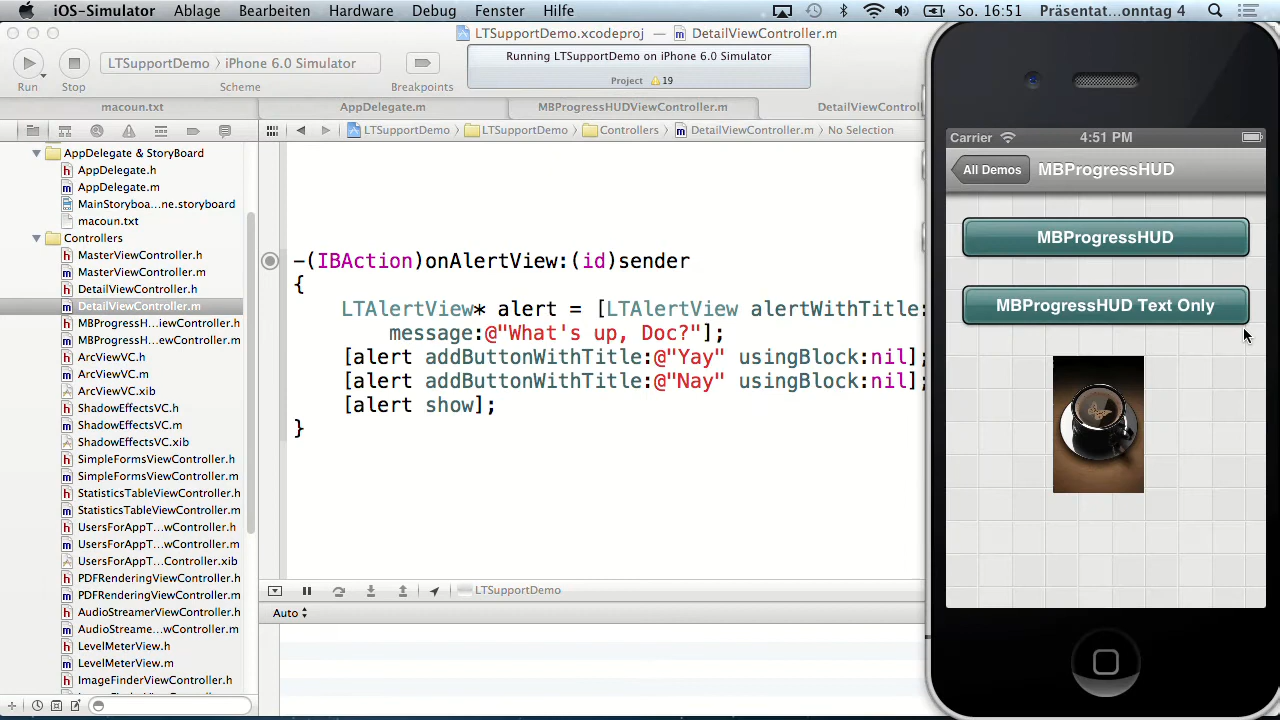 iOS-Simulator Ablage Bearbeiten Hardware Debug Fenster Hilfe So. 16:51 Präsentat...onntag 4
LTSupportDemo.xcodeproj — DetailViewController.m
LTSupportDemo 〉 iPhone 6.0 Simulator
Running LTSupportDemo on iPhone 6.0 Simulator
Project 19
Run Stop Scheme Breakpoints
macoun.txt AppDelegate.m MBProgressHUDViewController.m DetailViewContro
LTSupportDemo 〉 LTSupportDemo 〉 Controllers 〉 DetailViewController.m 〉 No Selection
AppDelegate & StoryBoard
AppDelegate.h
AppDelegate.m
MainStoryboa...ne.storyboard
macoun.txt
Controllers
MasterViewController.h
MasterViewController.m
DetailViewController.h
DetailViewController.m
MBProgressH...iewController.h
MBProgressH...ewController.m
ArcViewVC.h
ArcViewVC.m
ArcViewVC.xib
ShadowEffectsVC.h
ShadowEffectsVC.m
ShadowEffectsVC.xib
SimpleFormsViewController.h
SimpleFormsViewController.m
StatisticsTableViewController.h
StatisticsTableViewController.m
UsersForAppT...wController.h
UsersForAppT...wController.m
UsersForAppT...Controller.xib
PDFRenderingViewController.h
PDFRenderingViewController.m
AudioStreamerViewController.h
AudioStreame...wController.m
LevelMeterView.h
LevelMeterView.m
ImageFinderViewController.h
-(IBAction)onAlertView:(id)sender
{
LTAlertView* alert = [LTAlertView alertWithTitle:
message:@"What's up, Doc?"];
[alert addButtonWithTitle:@"Yay" usingBlock:nil];
[alert addButtonWithTitle:@"Nay" usingBlock:nil];
[alert show];
}
LTSupportDemo
Auto
Carrier 4:51 PM
All Demos MBProgressHUD
MBProgressHUD
MBProgressHUD Text Only